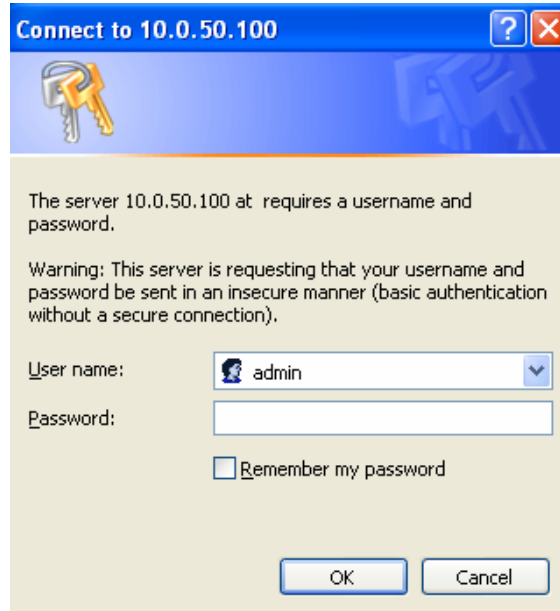 Connect to 10.0.50.100
The server 10.0.50.100 at  requires a username and
password.
Warning: This server is requesting that your username and
password be sent in an insecure manner (basic authentication
without a secure connection).
User name:
admin
Password:
Remember my password
OK
Cancel